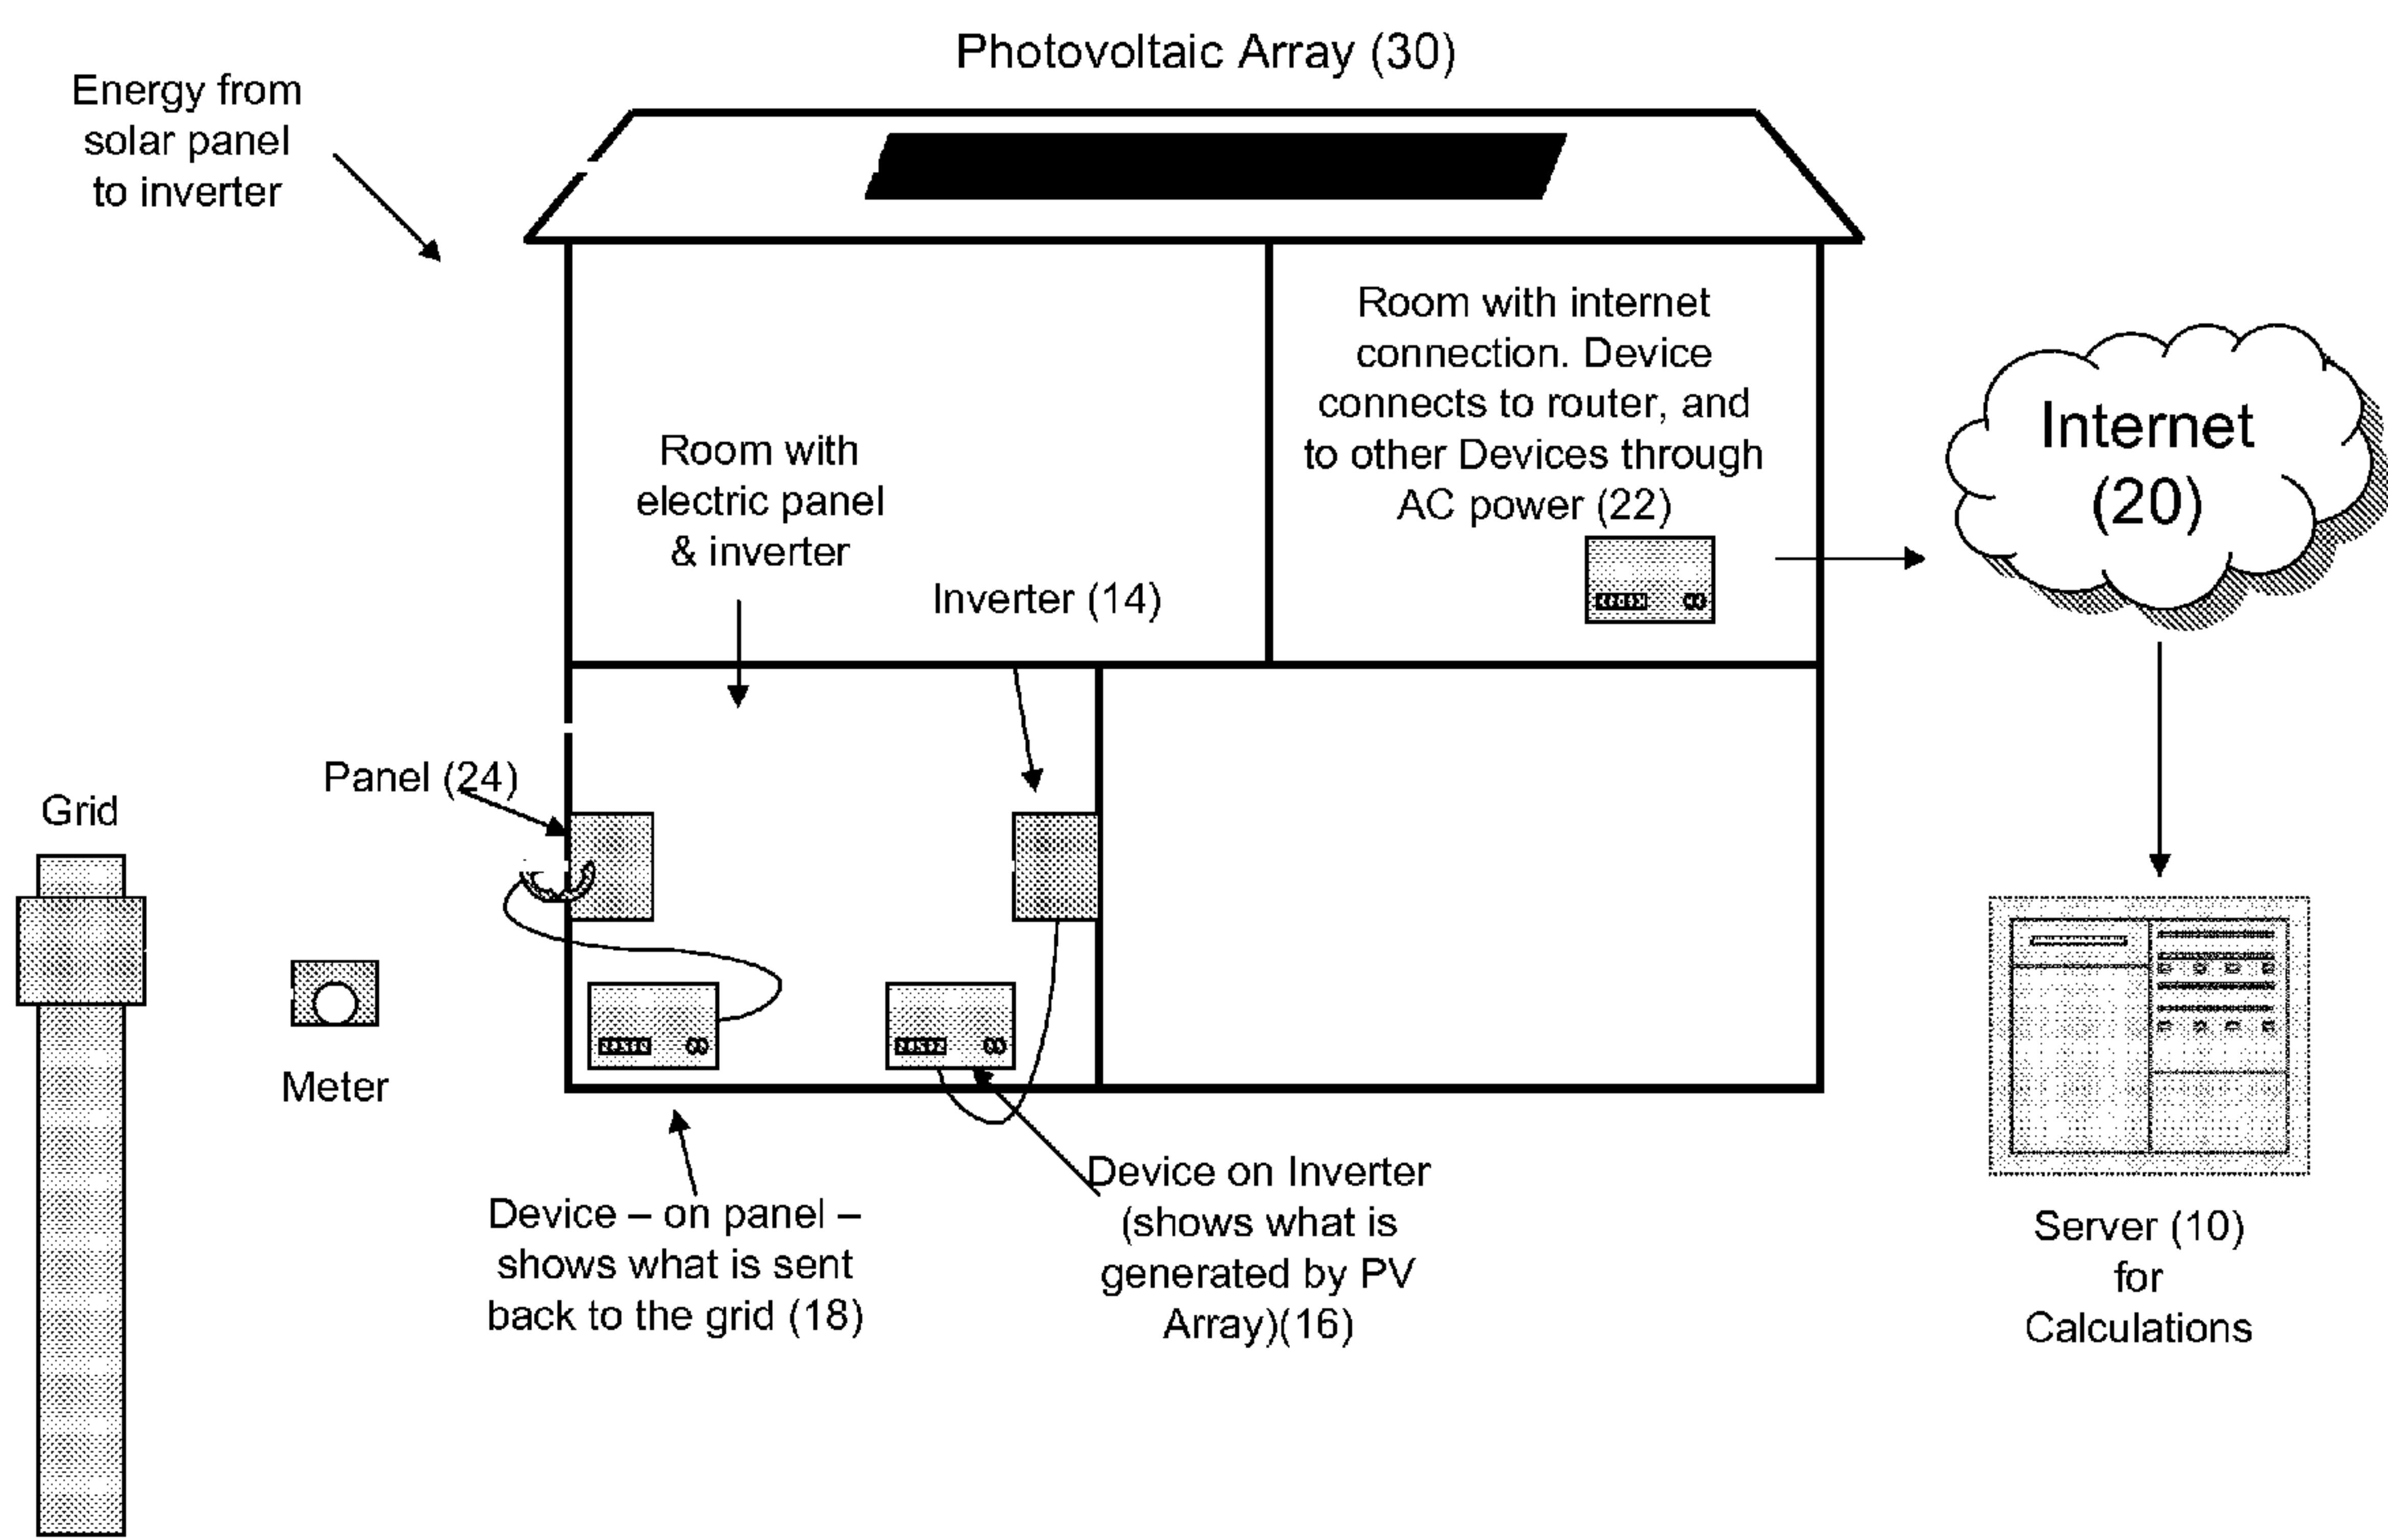 Photovoltaic Array (30)
Energy from
solar panel
to inverter
Room with internet
connection. Device
connects to router, and
to other Devices through
AC power (22)
Internet
(20)
Room with
electric panel
& inverter
Inverter (14)
Panel (24)
Grid
Meter
Device – on panel –
shows what is sent
back to the grid (18)
Device on Inverter
(shows what is
generated by PV
Array)(16)
Server (10)
for
Calculations